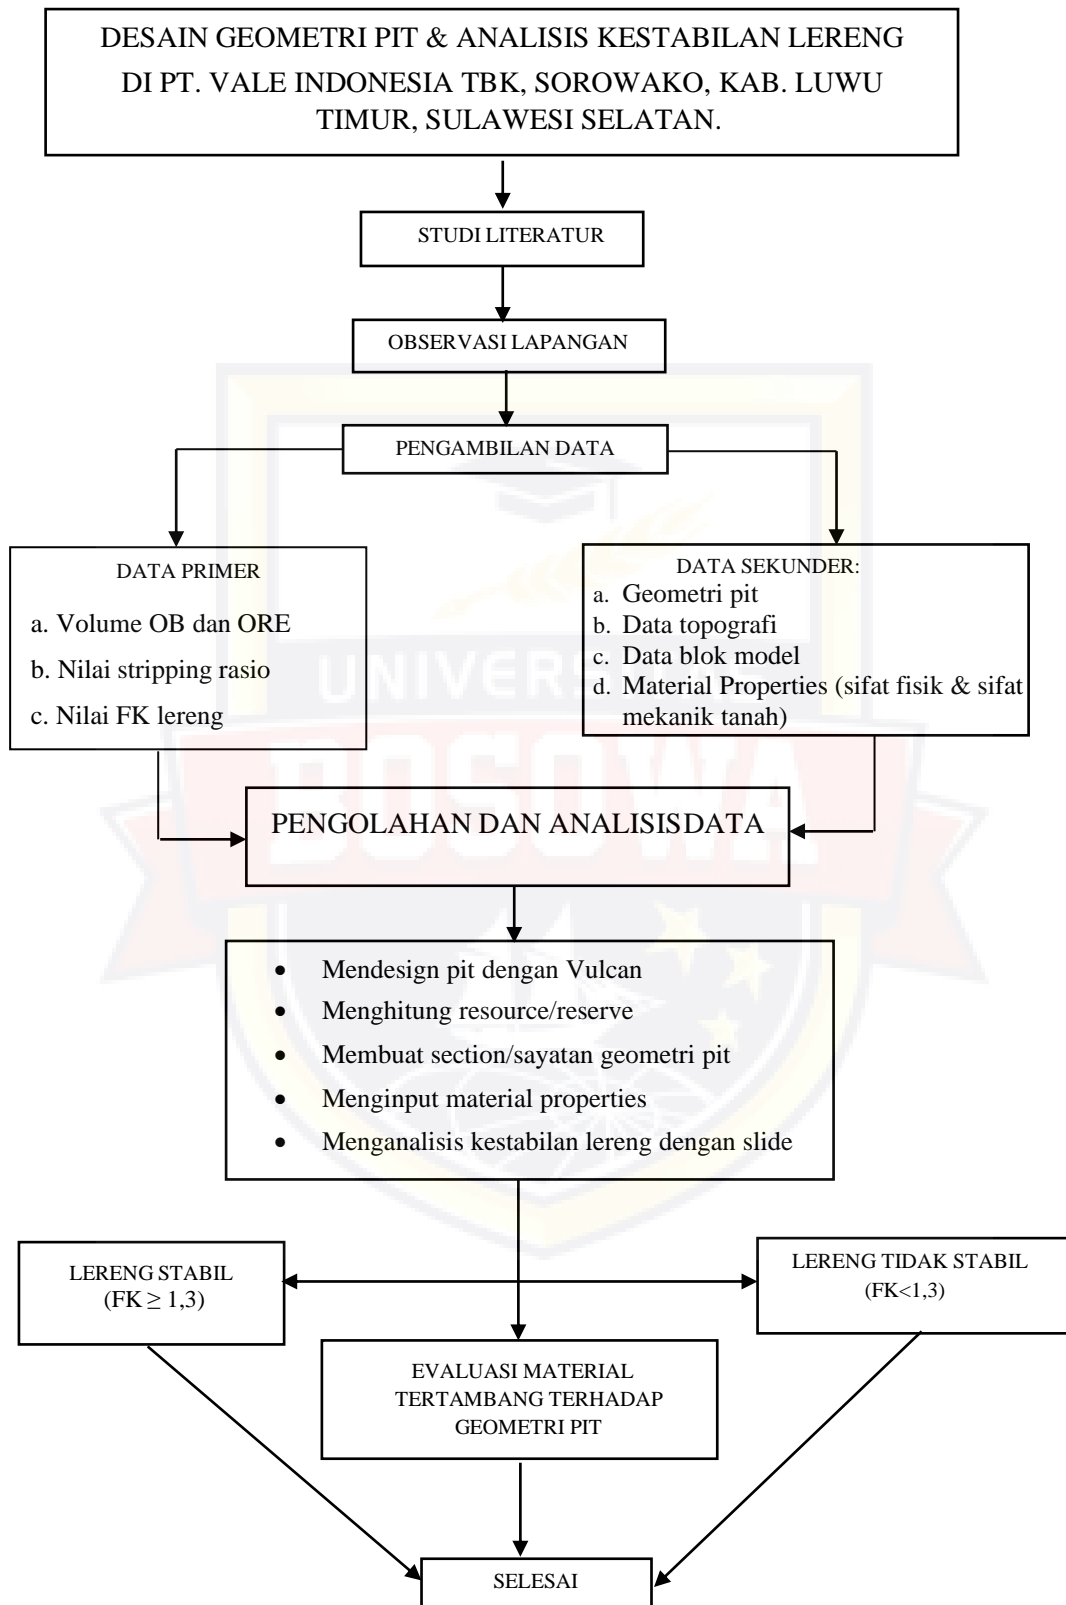 DESAIN GEOMETRI PIT & ANALISIS KESTABILAN LERENG
DI PT. VALE INDONESIA TBK, SOROWAKO, KAB. LUWU
TIMUR, SULAWESI SELATAN.
STUDI LITERATUR
OBSERVASI LAPANGAN
PENGAMBILAN DATA
DATA PRIMER
a. Volume OB dan ORE
b. Nilai stripping rasio
c. Nilai FK lereng
DATA SEKUNDER:
a. Geometri pit
b. Data topografi
c. Data blok model
d. Material Properties (sifat fisik & sifat
mekanik tanah)
UNIVERSITAS
BOSOWA
PENGOLAHAN DAN ANALISIS DATA
• Mendesign pit dengan Vulcan
• Menghitung resource/reserve
• Membuat section/sayatan geometri pit
• Menginput material properties
• Menganalisis kestabilan lereng dengan slide
LERENG STABIL
(FK ≥ 1,3)
LERENG TIDAK STABIL
(FK<1,3)
EVALUASI MATERIAL
TERTAMBANG TERHADAP
GEOMETRI PIT
SELESAI